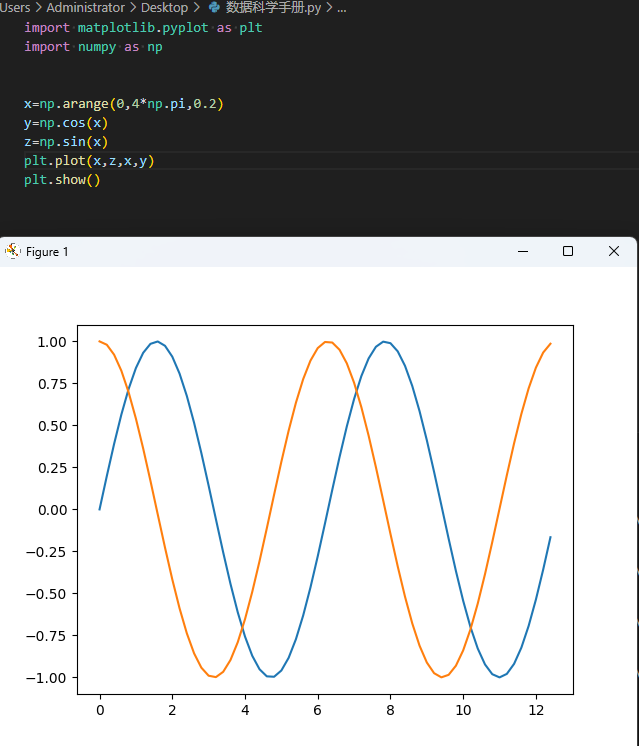 Users > Administrator > Desktop > 数据科学手册.py > ...
import matplotlib.pyplot as plt
import numpy as np
x=np.arange(0,4*np.pi,0.2)
y=np.cos(x)
z=np.sin(x)
plt.plot(x,z,x,y)
plt.show()
Figure 1
1.00
0.75
0.50
0.25
0.00
−0.25
−0.50
−0.75
−1.00
0 2 4 6 8 10 12